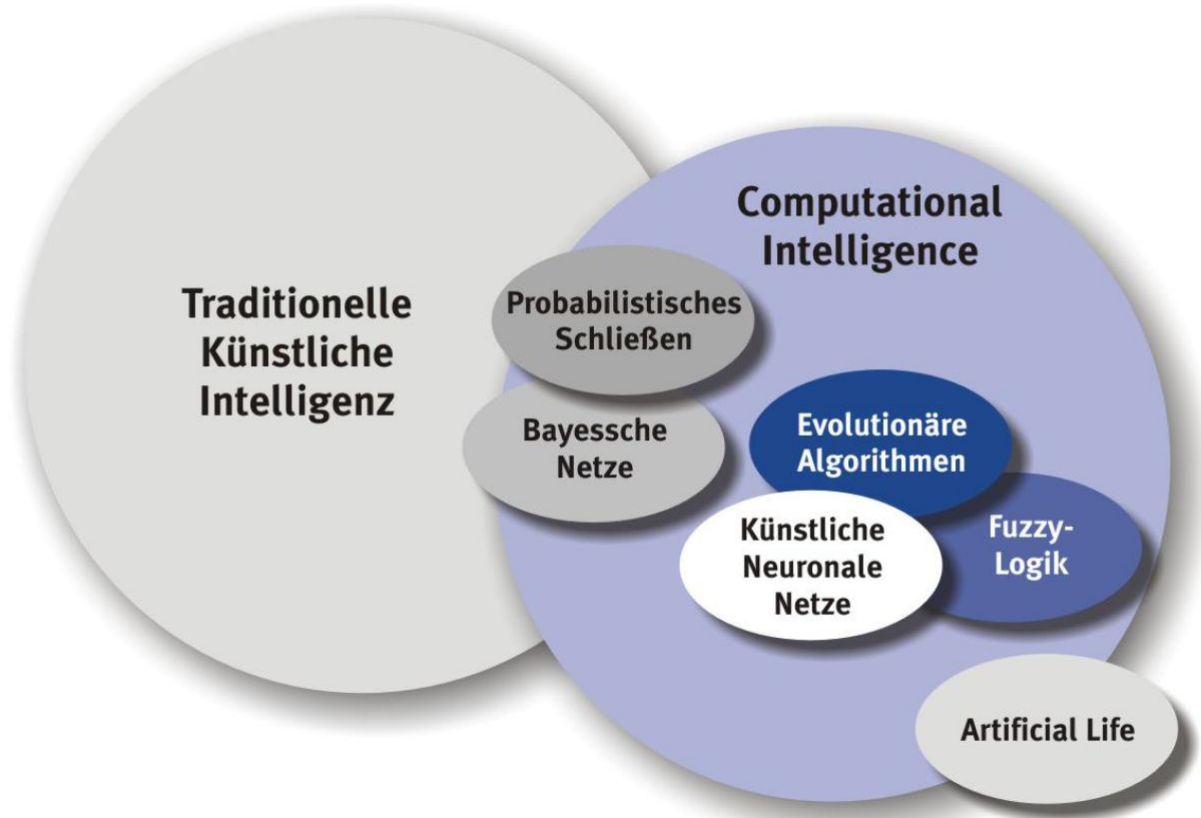 Computational
Intelligence
Traditionelle
Künstliche
Intelligenz
Probabilistisches
Schließen
Bayessche
Netze
Evolutionäre
Algorithmen
Künstliche
Neuronale
Netze
Fuzzy-
Logik
Artificial Life